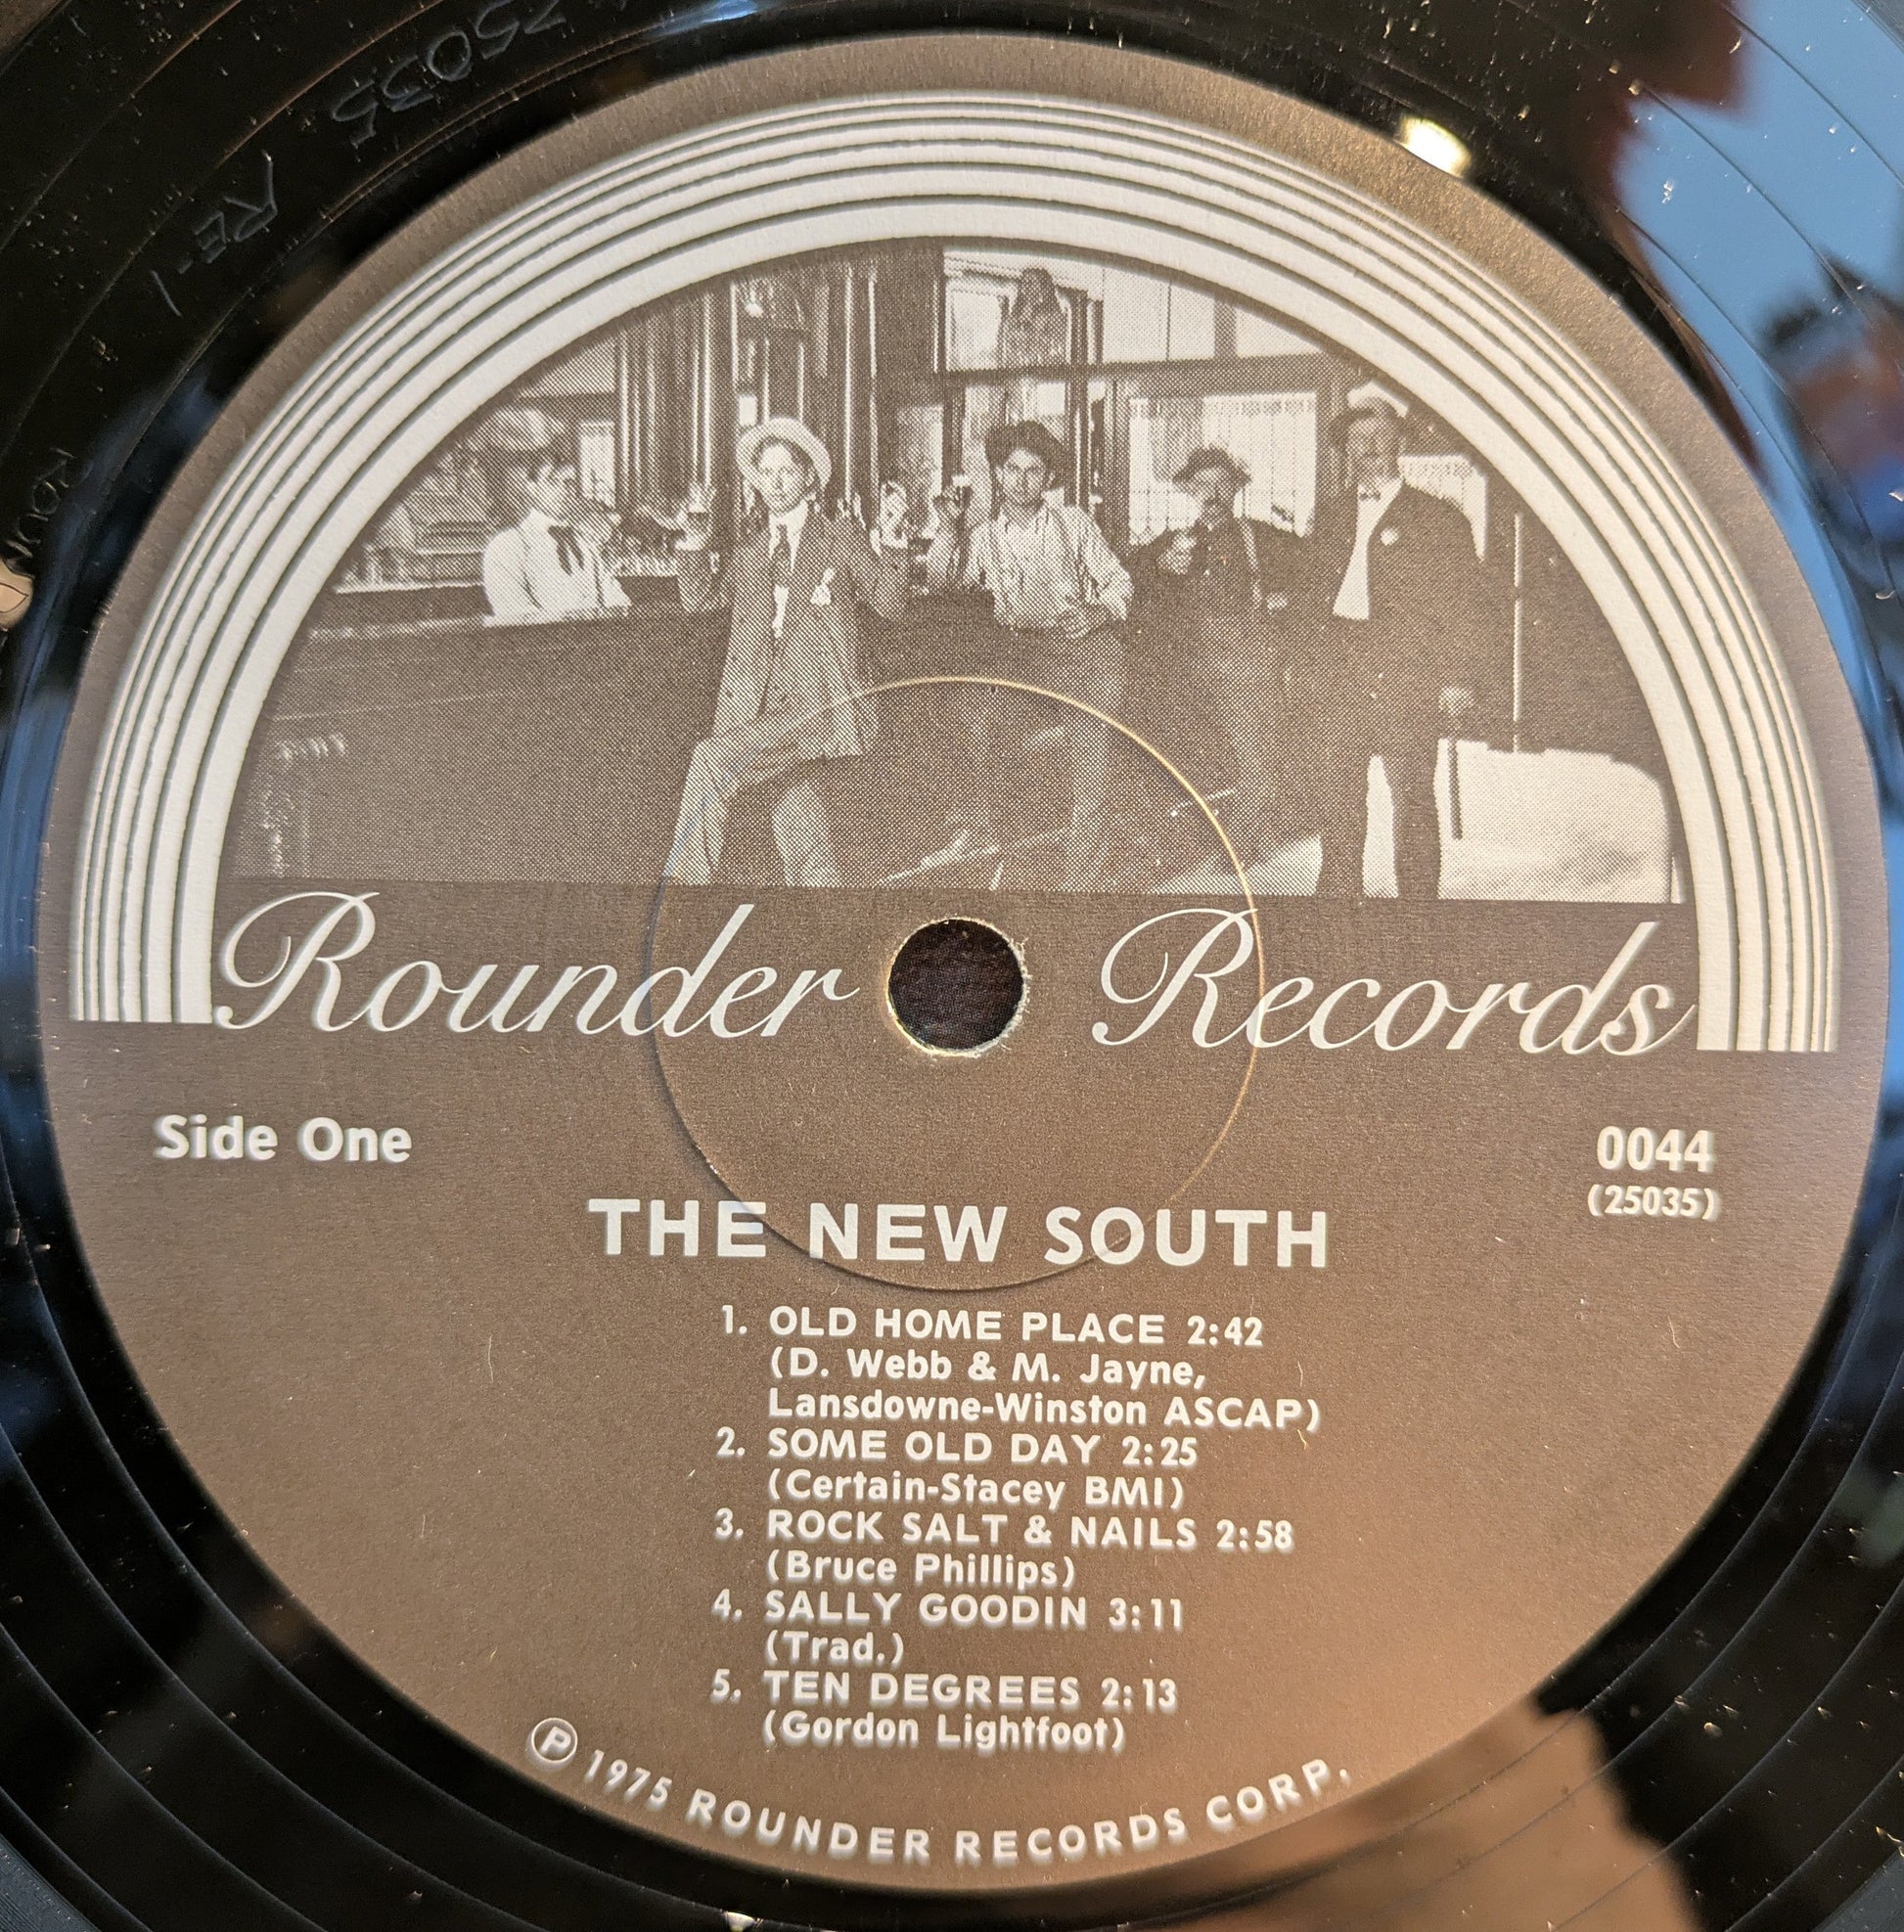 25035
RE-1
Rounder Records
Side One
0044
(25035)
THE NEW SOUTH
1. OLD HOME PLACE 2:42
(D. Webb & M. Jayne,
Lansdowne-Winston ASCAP)
2. SOME OLD DAY 2:25
(Certain-Stacey BMI)
3. ROCK SALT & NAILS 2:58
(Bruce Phillips)
4. SALLY GOODIN 3:11
(Trad.)
5. TEN DEGREES 2:13
(Gordon Lightfoot)
Ⓟ 1975 ROUNDER RECORDS CORP.